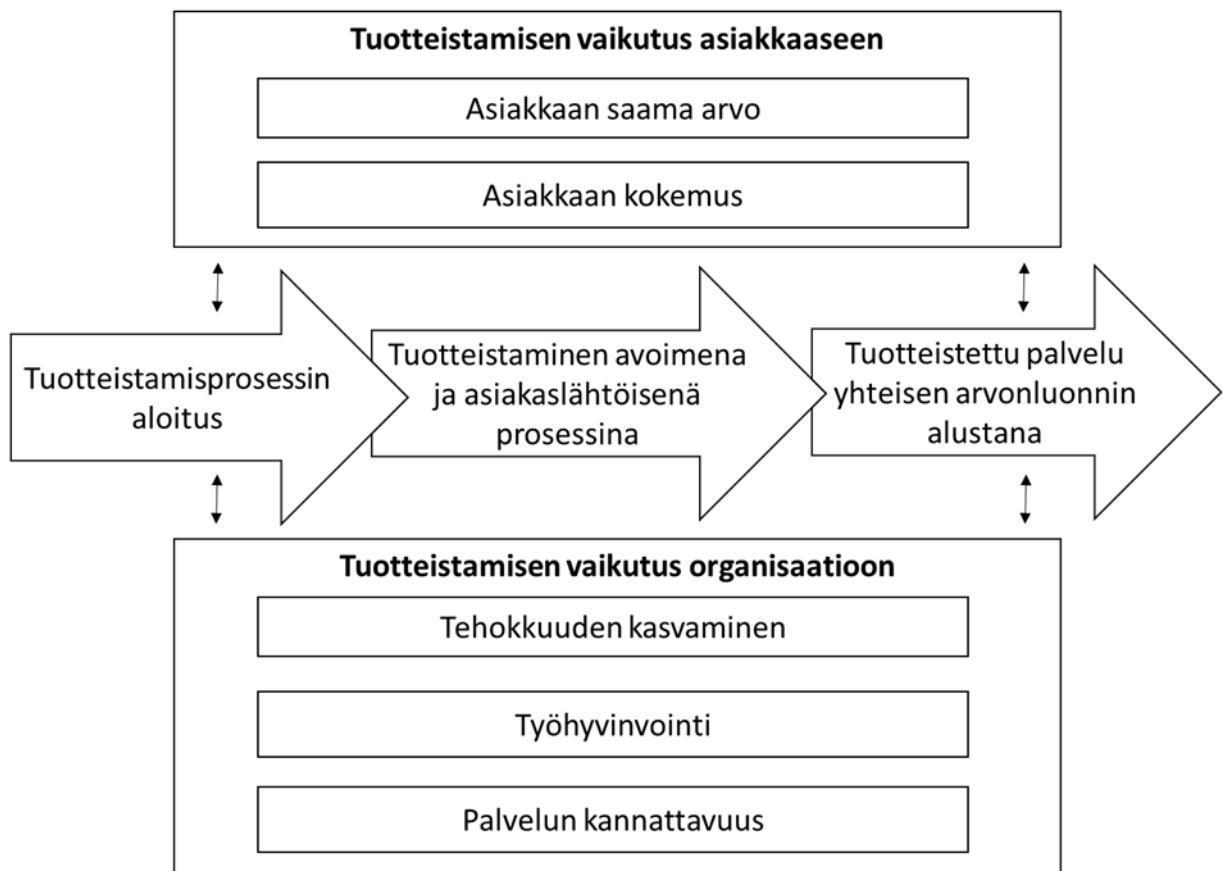 Tuotteistamisen vaikutus asiakkaaseen
Asiakkaan saama arvo
Asiakkaan kokemus
Tuotteistamisprosessin
aloitus
Tuotteistaminen avoimena
ja asiakaslähtöisenä
prosessina
Tuotteistettu palvelu
yhteisen arvonluonnin
alustana
Tuotteistamisen vaikutus organisaatioon
Tehokkuuden kasvaminen
Työhyvinvointi
Palvelun kannattavuus